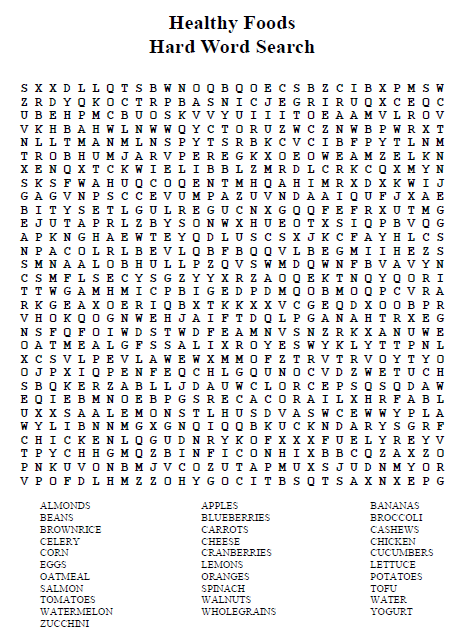 Healthy Foods
Hard Word Search
S X X D L L Q T S B W N O Q B Q O E C S B Z C I B X P M S W
Z R D Y Q K O C T R P B A S N I C J E G R I R U Q X C E Q C
U B E H P M C B U O S K V V Y U I I I T O E A A M V L R O V
V K H B A H W L N W W Q Y C T O R U Z W C Z N W B P W R X T
N L L T M A N M L N S P Y T S R B K C V C I B F P Y T L N M
T R O B H U M J A R V P E R E G K X O E O W E A M Z E L K N
X E N Q X T C K W I E L I B B L Z M R D L C R K C Q X M Y N
S K S F W A H U Q C O Q E N T M H Q A H I M R X D X K W I J
G A G V N P S C C E V U M P A Z U V N D A A I Q U F J X A E
B I T Y S E T L G U L R E G U C N X G Q Q F E F R X U T M G
E J U T A P R L Z B Y S O N W X H U E O T X S I Q P B V Q G
A P K N G H A E W T E Y Q D L U S C S X J K C F A Y H L C S
N P A C O L R L B E V L Q B F B Q Q V L B E G M I I H E Z S
S M N A A L O B H U L L P Z Q V S W M D Q W N F B V A V Y N
C S M F L S E C Y S G Z Y Y X R Z A O Q E K T N Q Y Q O R I
T T W G A M H M I C P B I G E D P D M Q O B M O Q P C V R A
R K G E A X O E R I Q B X T K K X X V C G E Q D X O O B P R
V H O K Q O G N W E H J A I F T D Q L P G A N A H T R X E G
N S F Q F O I W D S T W D F E A M N V S N Z R K X A N U W E
O A T M E A L G F S S A L I X R O Y E S W Y K L Y T T P N L
X C S V L P E V L A W E W X M M O F Z T R V T R V O Y T Y O
O J P X I Q P E N F E Q C H L G Q U N O C V D Z W E T U C H
S B Q K E R Z A B L L J D A U W C L O R C E P S Q S Q D A W
E Q I E B M N O E B P G S R E C A C O R A I L X H R F A B L
U X X S A A L E M O N S T L H U S D V A S W C E W W Y P L A
W Y L I B N N M G X G N Q I Q Q B K U C K N D A R Y S G R F
C H I C K E N L Q G U D N R Y K O F X X X F U E L Y R E Y V
T P Y C H H G M Q Z B I N F I C O N H I X B B C Q Z A X Z O
P N K U V O N B M J V C O Z U T A P M U X S J U D N M Y O R
V P O F D L H M Z Z O H Y G O C I T B S Q T S A X N X E P G
ALMONDS APPLES BANANAS
BEANS BLUEBERRIES BROCCOLI
BROWNRICE CARROTS CASHEWS
CELERY CHEESE CHICKEN
CORN CRANBERRIES CUCUMBERS
EGGS LEMONS LETTUCE
OATMEAL ORANGES POTATOES
SALMON SPINACH TOFU
TOMATOES WALNUTS WATER
WATERMELON WHOLEGRAINS YOGURT
ZUCCHINI